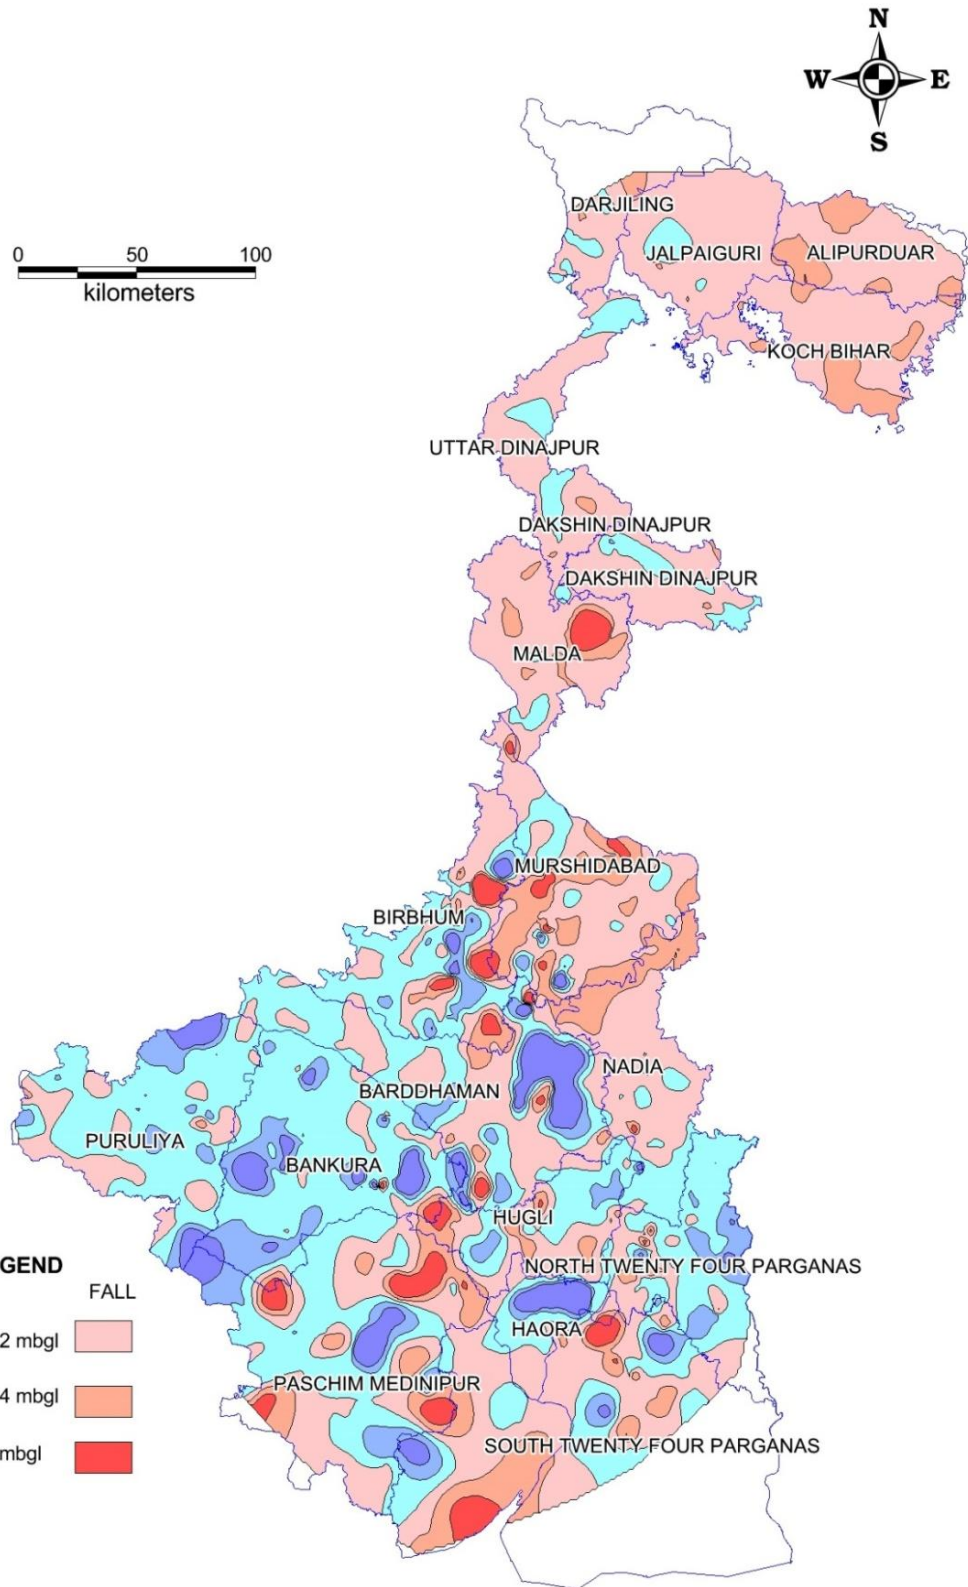 N
W E
S
0 50 100
kilometers
DARJILING
JALPAIGURI
ALIPURDUAR
KOCH BIHAR
UTTAR DINAJPUR
DAKSHIN DINAJPUR
DAKSHIN DINAJPUR
MALDA
MURSHIDABAD
BIRBHUM
NADIA
BARDDHAMAN
PURULIYA
BANKURA
HUGLI
NORTH TWENTY FOUR PARGANAS
HAORA
PASCHIM MEDINIPUR
SOUTH TWENTY FOUR PARGANAS
GEND
FALL
2 mbgl
4 mbgl
mbgl